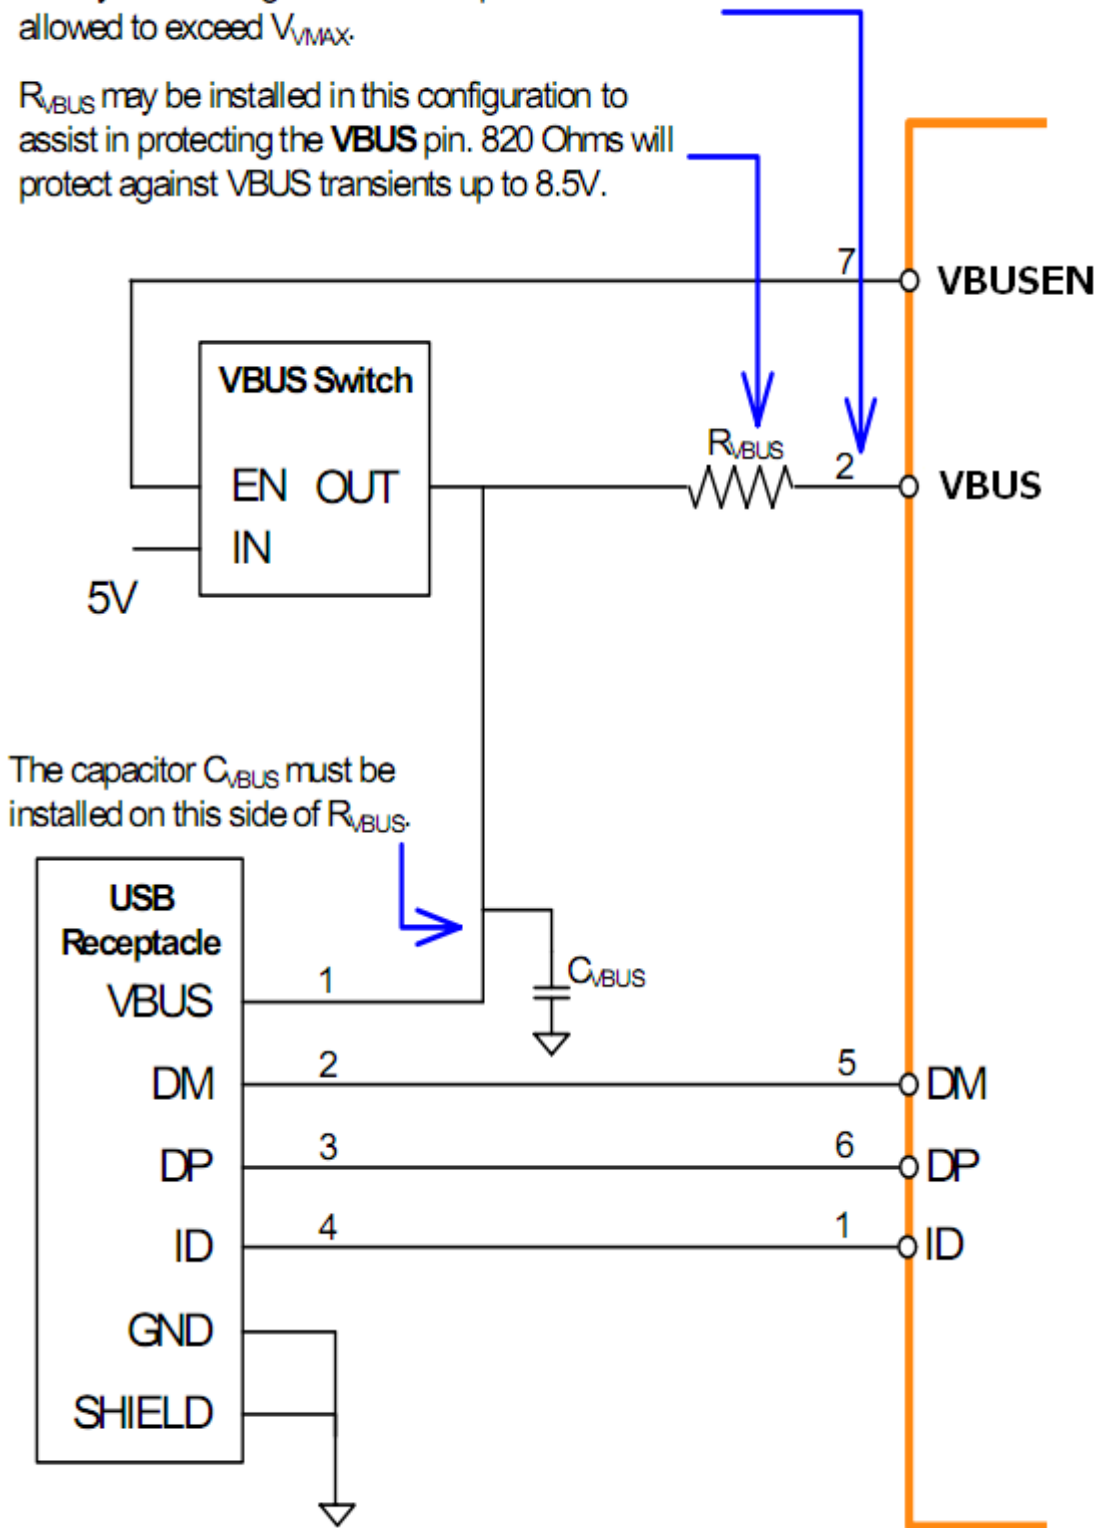 allowed to exceed VVMAX.
RVBUS may be installed in this configuration to
assist in protecting the VBUS pin. 820 Ohms will
protect against VBUS transients up to 8.5V.
7
VBUSEN
VBUS Switch
RVBUS
2
EN OUT
VBUS
IN
5V
The capacitor CVBUS must be
installed on this side of RVBUS.
USB
Receptacle
CVBUS
VBUS
1
DM
2
5
DM
DP
3
6
DP
ID
4
1
ID
GND
SHIELD